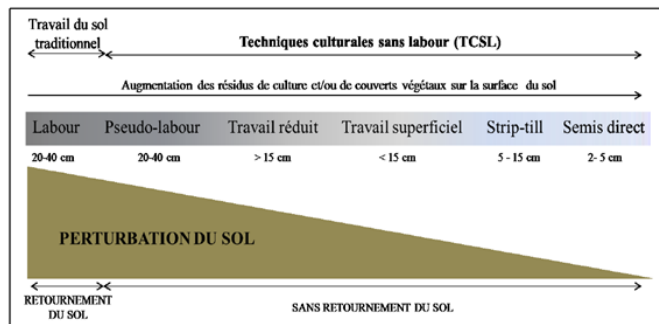 Travail du sol
traditionnel
Techniques culturales sans labour (TCSL)
Augmentation des résidus de culture et/ou de couverts végétaux sur la surface du sol
Labour Pseudo-labour Travail réduit Travail superficiel Strip-till Semis direct
20-40 cm 20-40 cm > 15 cm < 15 cm 5 - 15 cm 2- 5 cm
PERTURBATION DU SOL
RETOURNEMENT
DU SOL
SANS RETOURNEMENT DU SOL